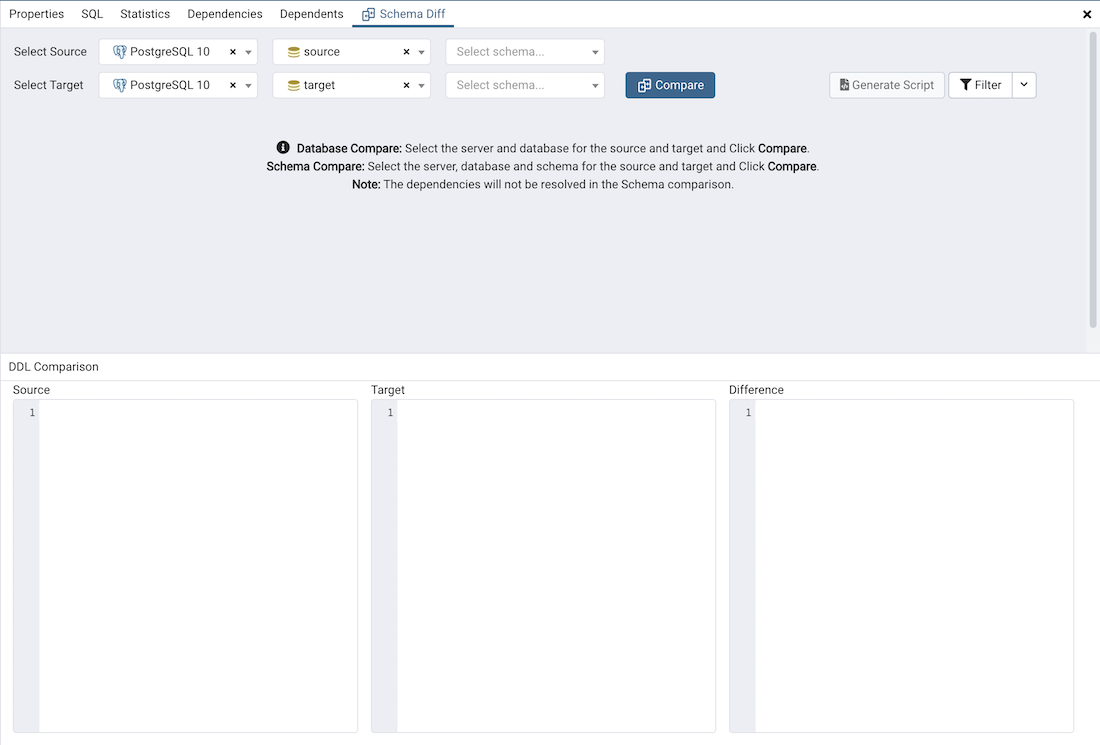 Properties SQL Statistics Dependencies Dependents Schema Diff
Select Source PostgreSQL 10 source Select schema...
Select Target PostgreSQL 10 target Select schema... Compare Generate Script Filter
Database Compare: Select the server and database for the source and target and Click Compare.
Schema Compare: Select the server, database and schema for the source and target and Click Compare.
Note: The dependencies will not be resolved in the Schema comparison.
DDL Comparison
Source Target Difference
1 1 1